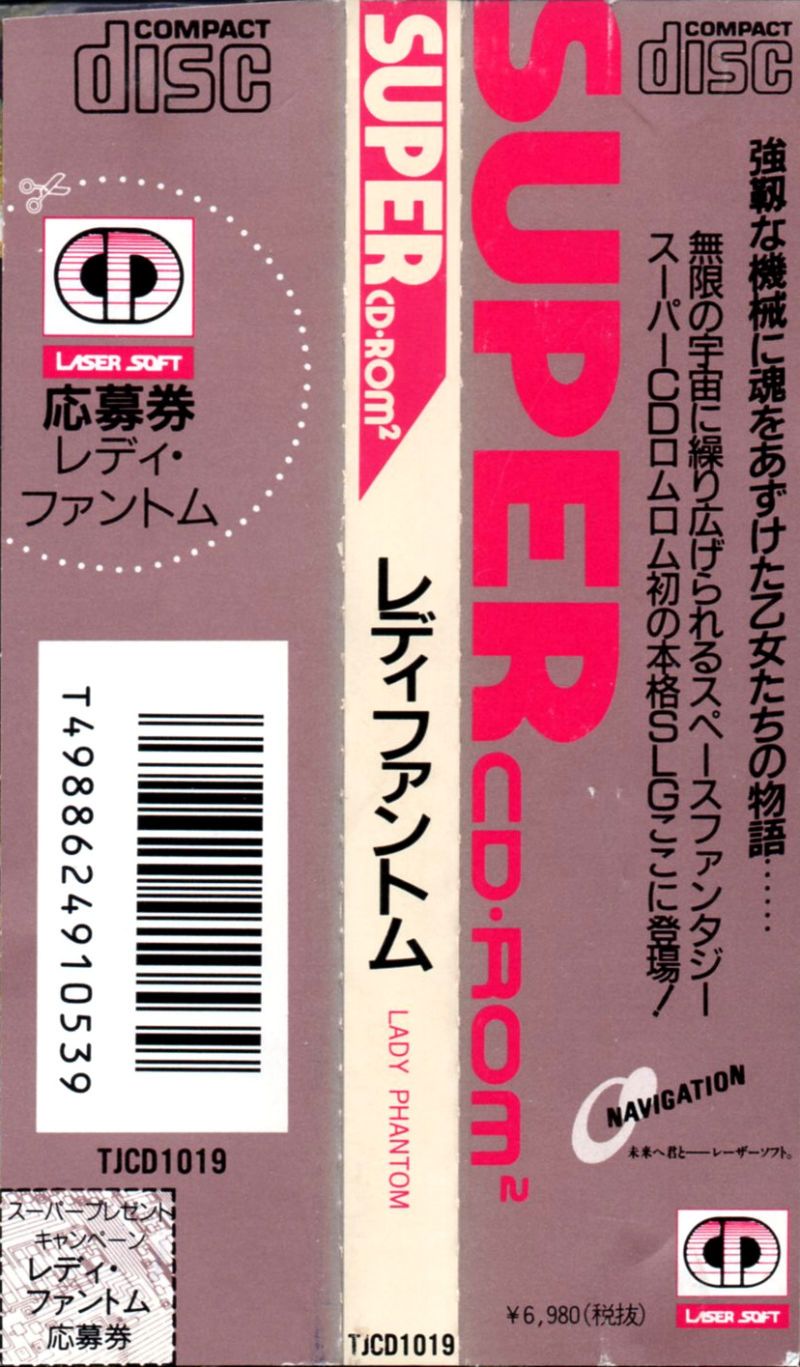 COMPACT
disc
LASER SOFT
応募券
レディ・
ファントム
T4988624910539
TJCD1019
スーパープレゼント
キャンペーン
レディ・
ファントム
応募券
SUPER CD・ROM²
レディファントム
LADY PHANTOM
TJCD1019
SUPER CD・ROM²
COMPACT
disc
強靱な機械に魂をあずけた乙女たちの物語……
無限の宇宙に繰り広げられるスペースファンタジー
スーパーCDロムロム初の本格SLGここに登場！
NAVIGATION
未来へ君と——レーザーソフト。
LASER SOFT
￥6,980(税抜)